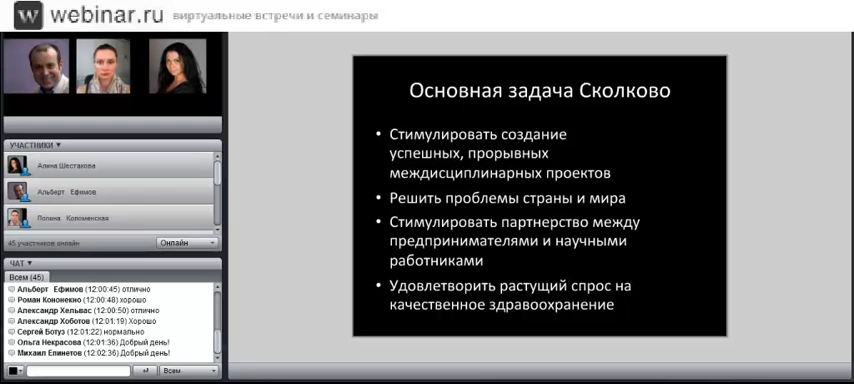 w webinar.ru виртуальные встречи и семинары
УЧАСТНИКИ
Алина Шестакова
Альберт Ефимов
Полина Коломенская
45 участников онлайн Онлайн
ЧАТ
Всем (45)
Альберт Ефимов (12:00:45) отлично
Роман Кононенко (12:00:48) хорошо
Александр Хельвас (12:00:50) отлично
Александр Хоботов (12:01:19) Хорошо
Сергей Ботуз (12:01:22) нормально
Ольга Некрасова (12:01:36) Добрый день!
Михаил Епинетов (12:02:36) Добрый день!
Всем
Основная задача Сколково
• Стимулировать создание
успешных, прорывных
междисциплинарных проектов
• Решить проблемы страны и мира
• Стимулировать партнерство между
предпринимателями и научными
работниками
• Удовлетворить растущий спрос на
качественное здравоохранение